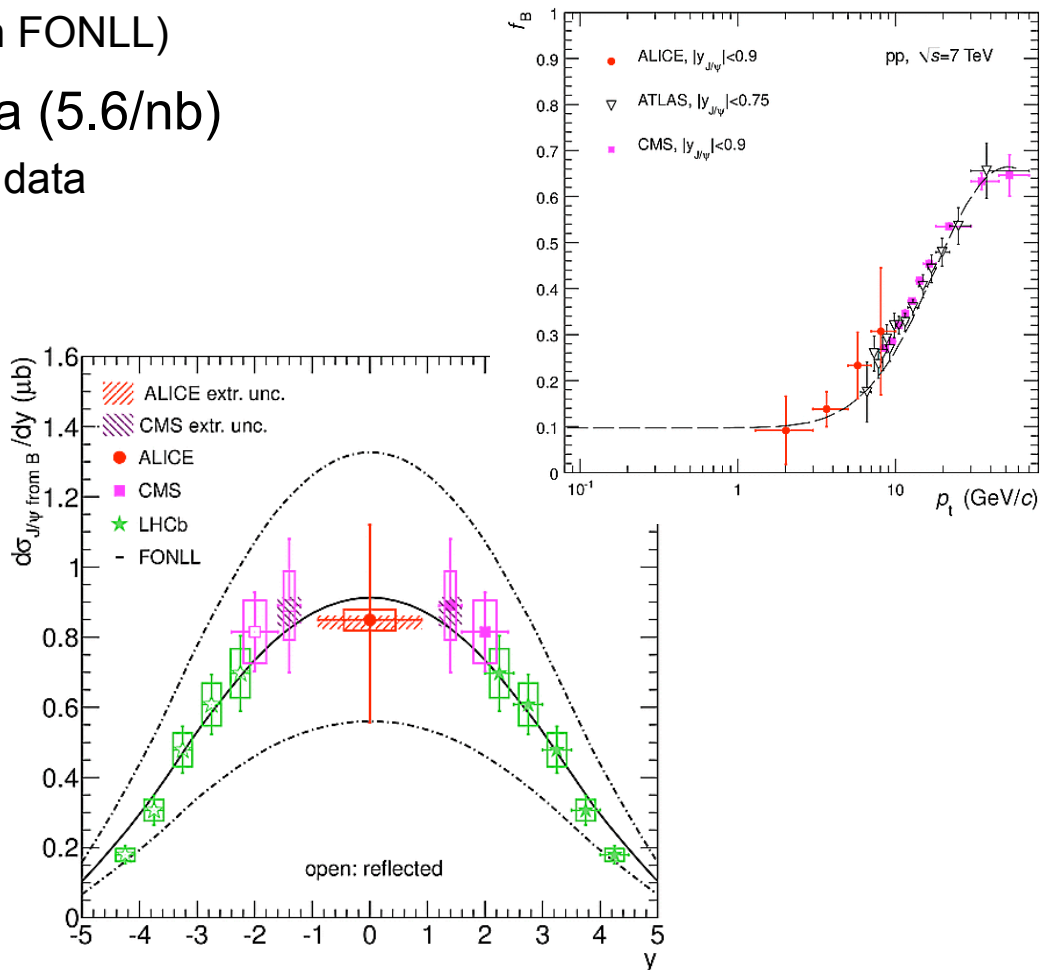 n FONLL)
a (5.6/nb)
data
f_B
1
0.9
0.8
0.7
0.6
0.5
0.4
0.3
0.2
0.1
0
ALICE, |y_J/ψ|<0.9
ATLAS, |y_J/ψ|<0.75
CMS, |y_J/ψ|<0.9
pp, √s=7 TeV
10⁻¹ 1 10
p_t (GeV/c)
dσ_J/ψ from B /dy (μb)
1.6
1.4
1.2
1
0.8
0.6
0.4
0.2
0
ALICE extr. unc.
CMS extr. unc.
ALICE
CMS
LHCb
FONLL
open: reflected
-5 -4 -3 -2 -1 0 1 2 3 4 5
y